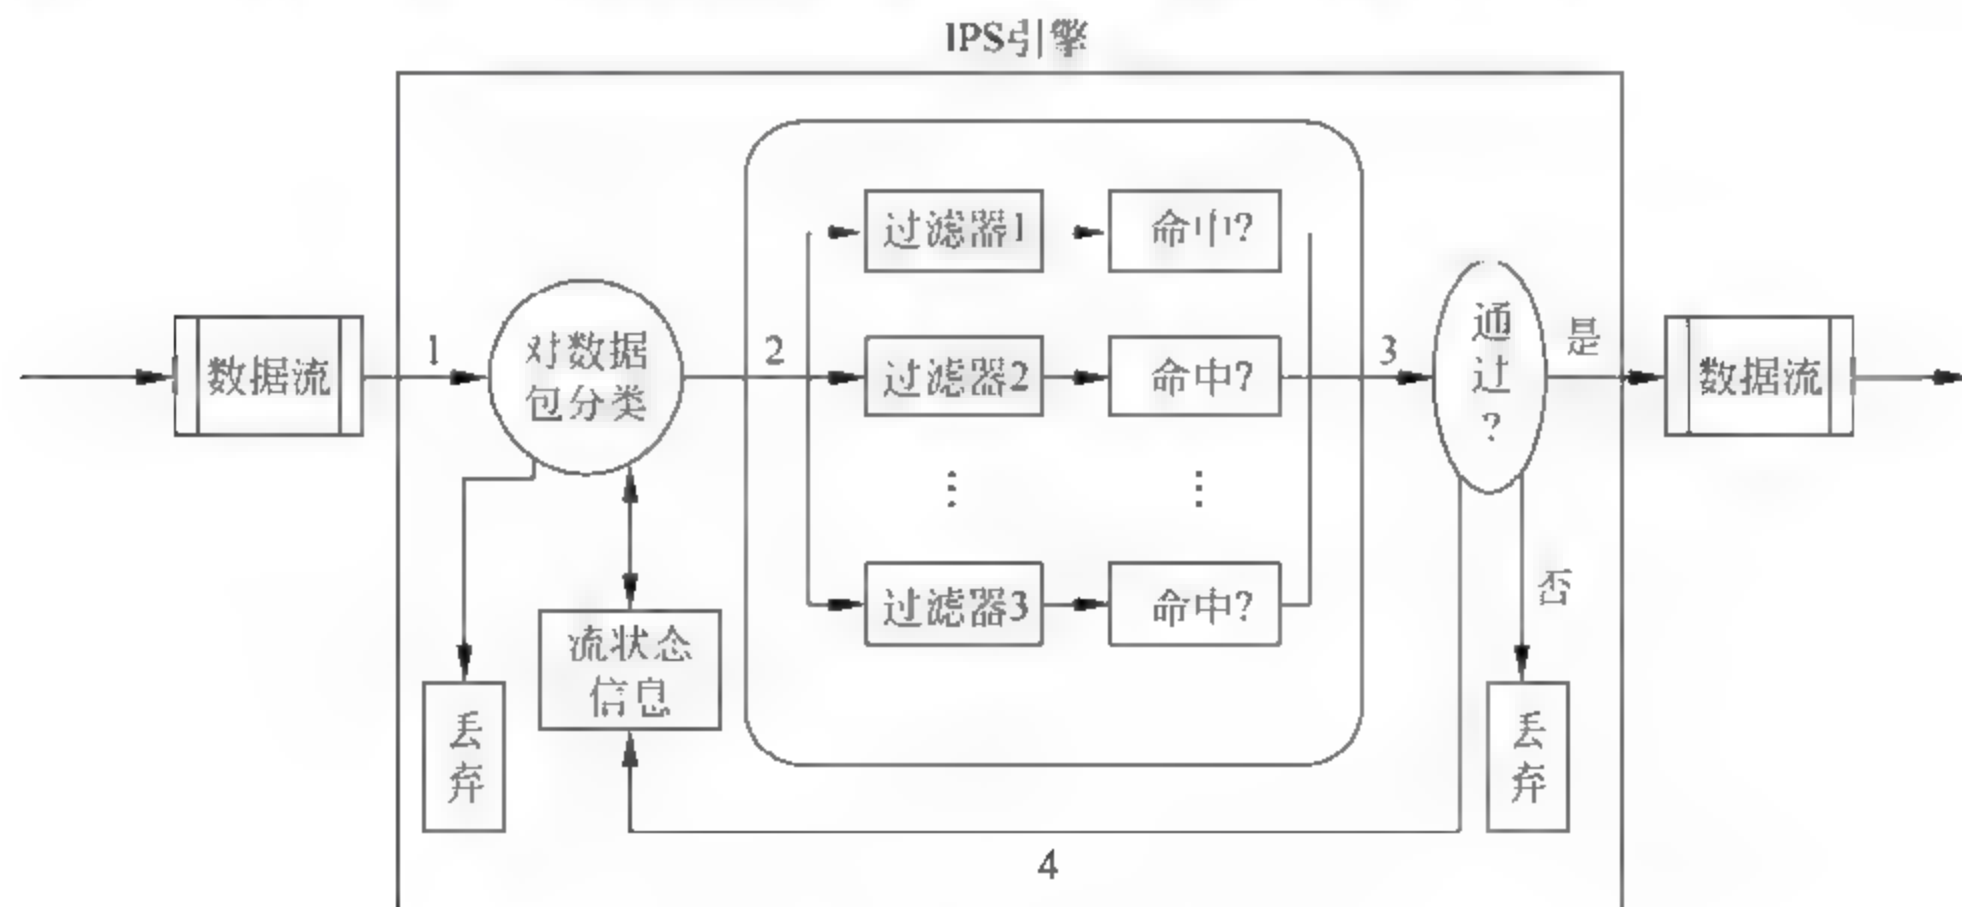 IPS引擎
数据流
1
对数据
包分类
2
过滤器1
命中?
过滤器2
命中?
⋮
⋮
过滤器3
命中?
3
通
过
?
是
数据流
否
丢
弃
流状态
信息
丢
弃
4